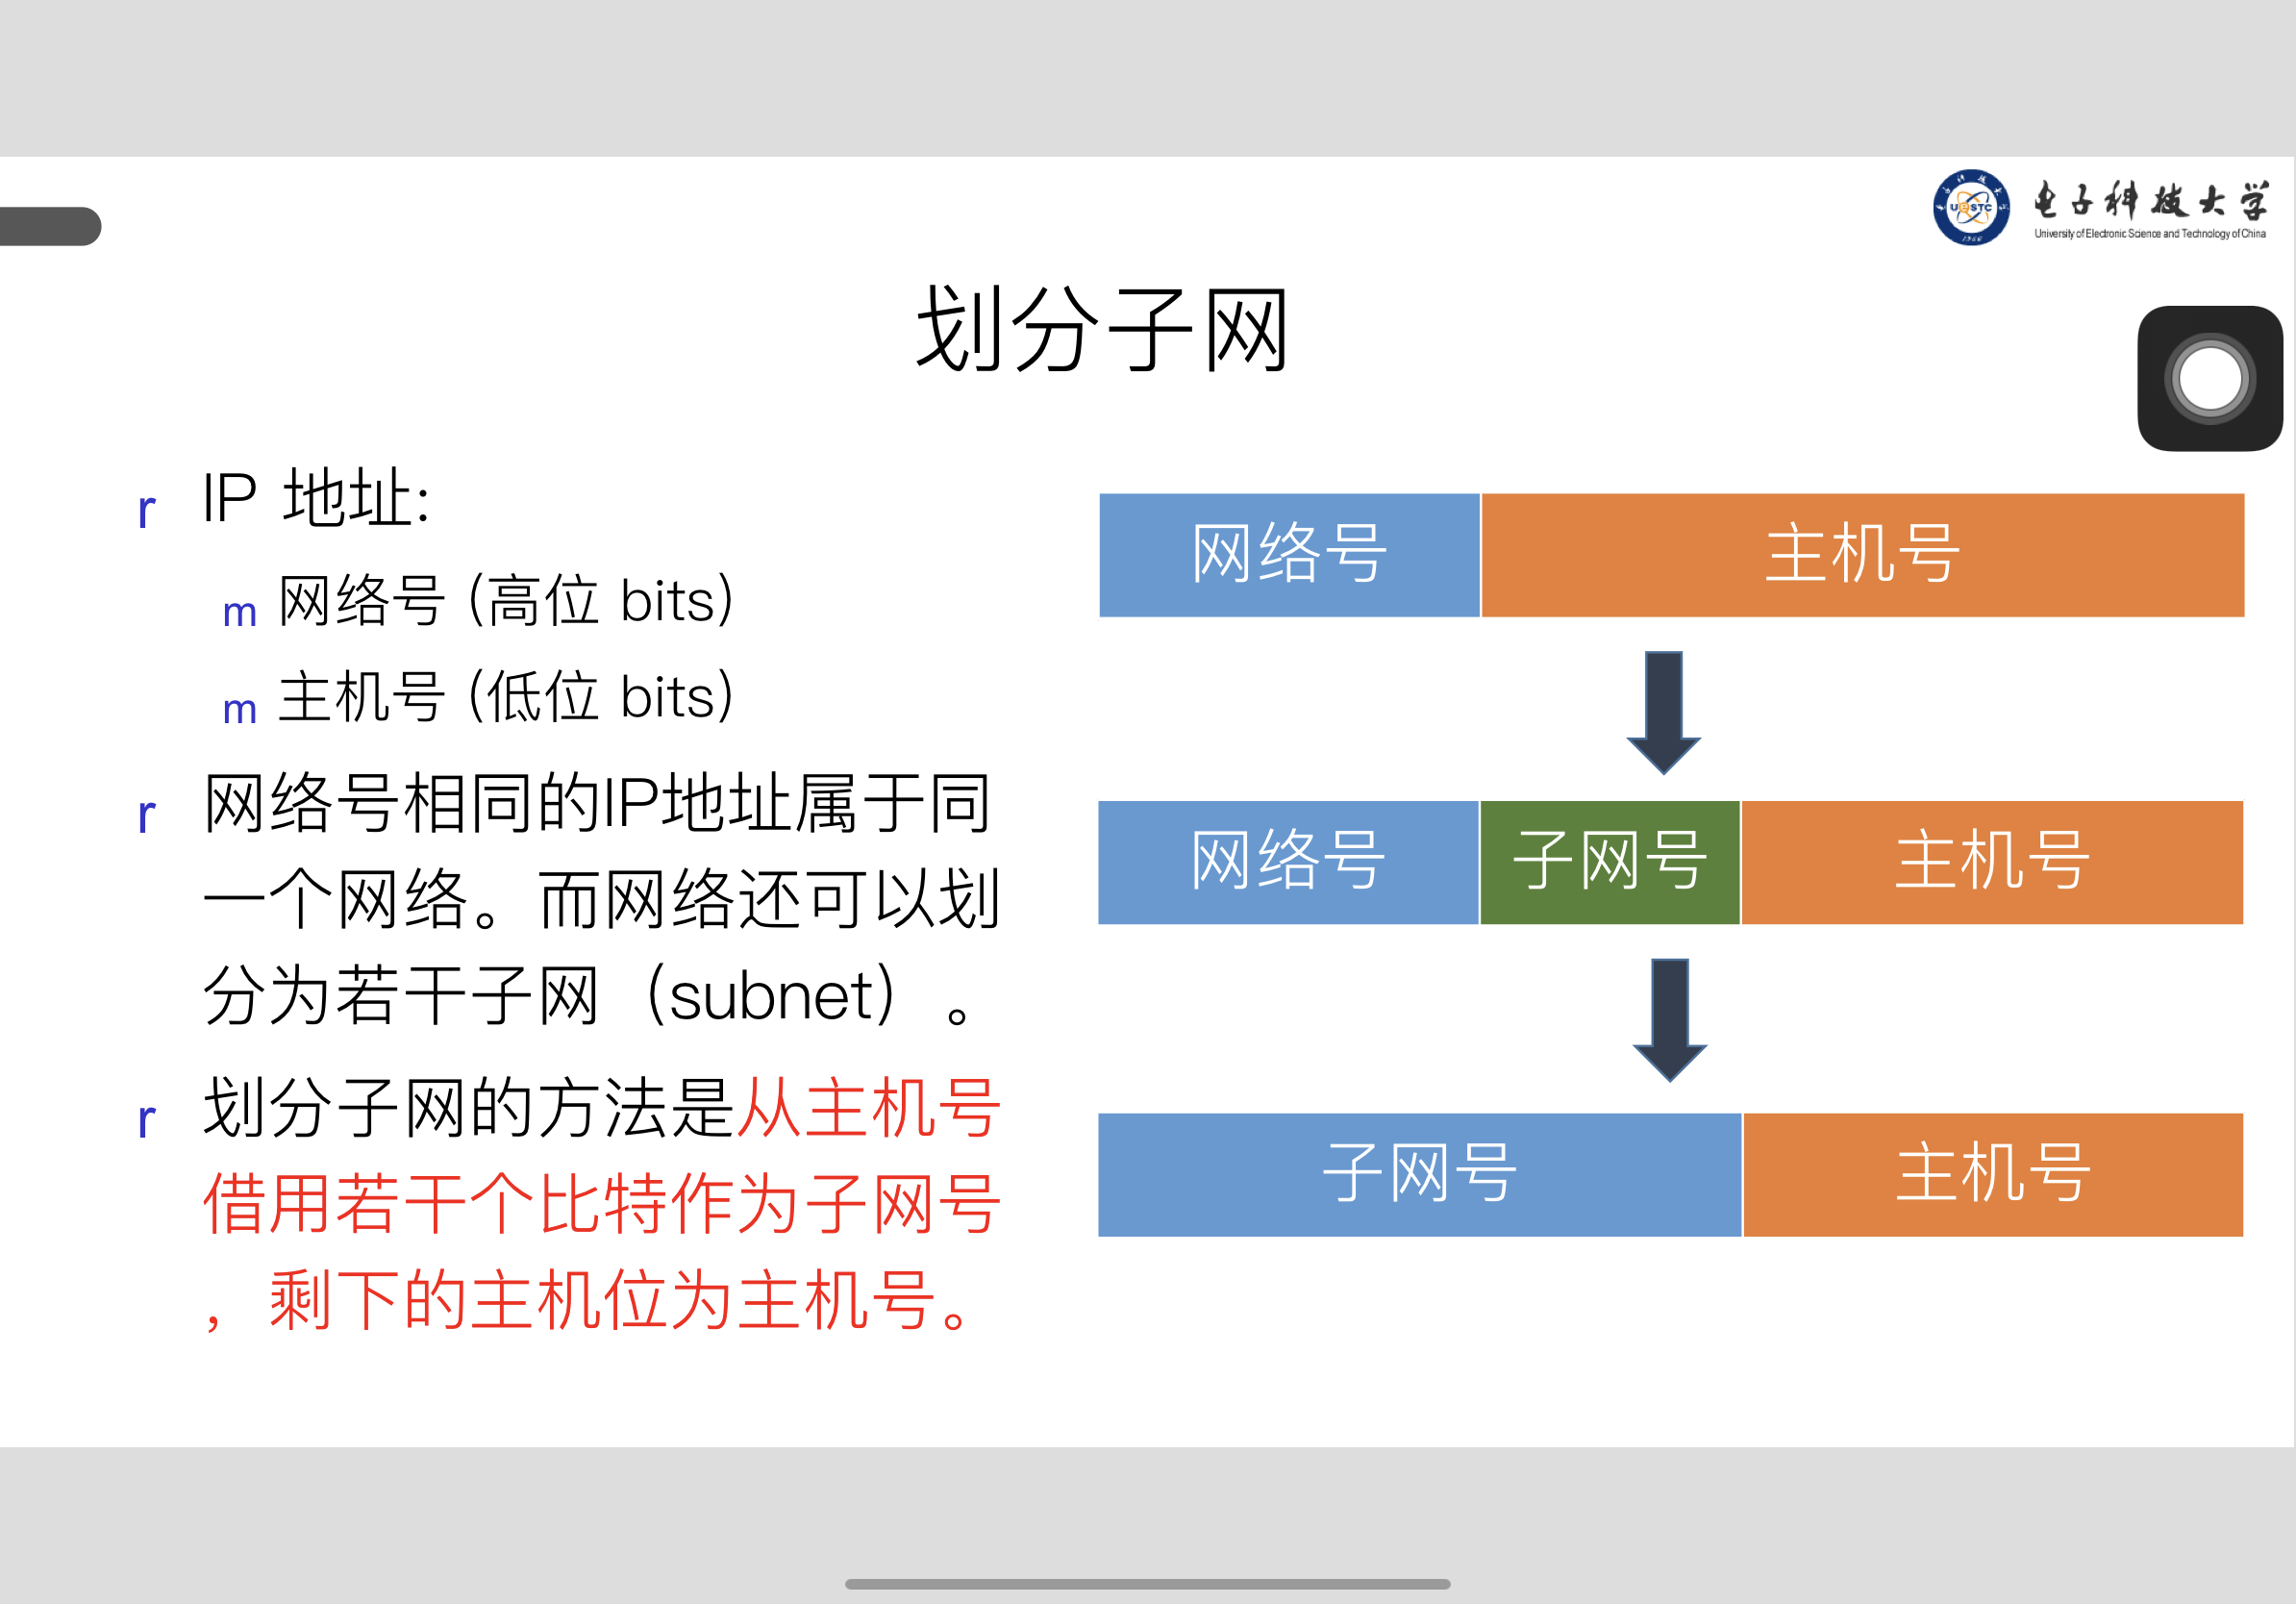 电子科技大学
University of Electronic Science and Technology of China
UESTC
1956
划分子网
r IP 地址:
m 网络号 (高位 bits)
m 主机号 (低位 bits)
r 网络号相同的IP地址属于同
一个网络。而网络还可以划
分为若干子网 (subnet) 。
r 划分子网的方法是从主机号
借用若干个比特作为子网号
，剩下的主机位为主机号。
网络号 主机号
网络号 子网号 主机号
子网号 主机号